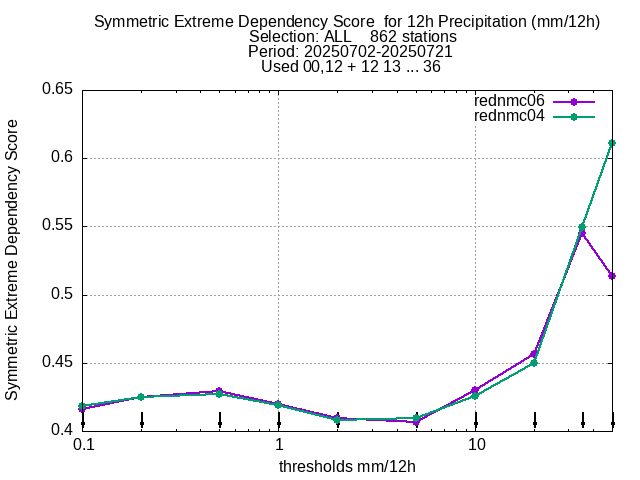 Symmetric Extreme Dependency Score  for 12h Precipitation (mm/12h)
Selection: ALL    862 stations
Period: 20250702-20250721
Used 00,12 + 12 13 ... 36
rednmc06
rednmc04
Symmetric Extreme Dependency Score
0.65
0.6
0.55
0.5
0.45
0.4
0.1
1
10
thresholds mm/12h